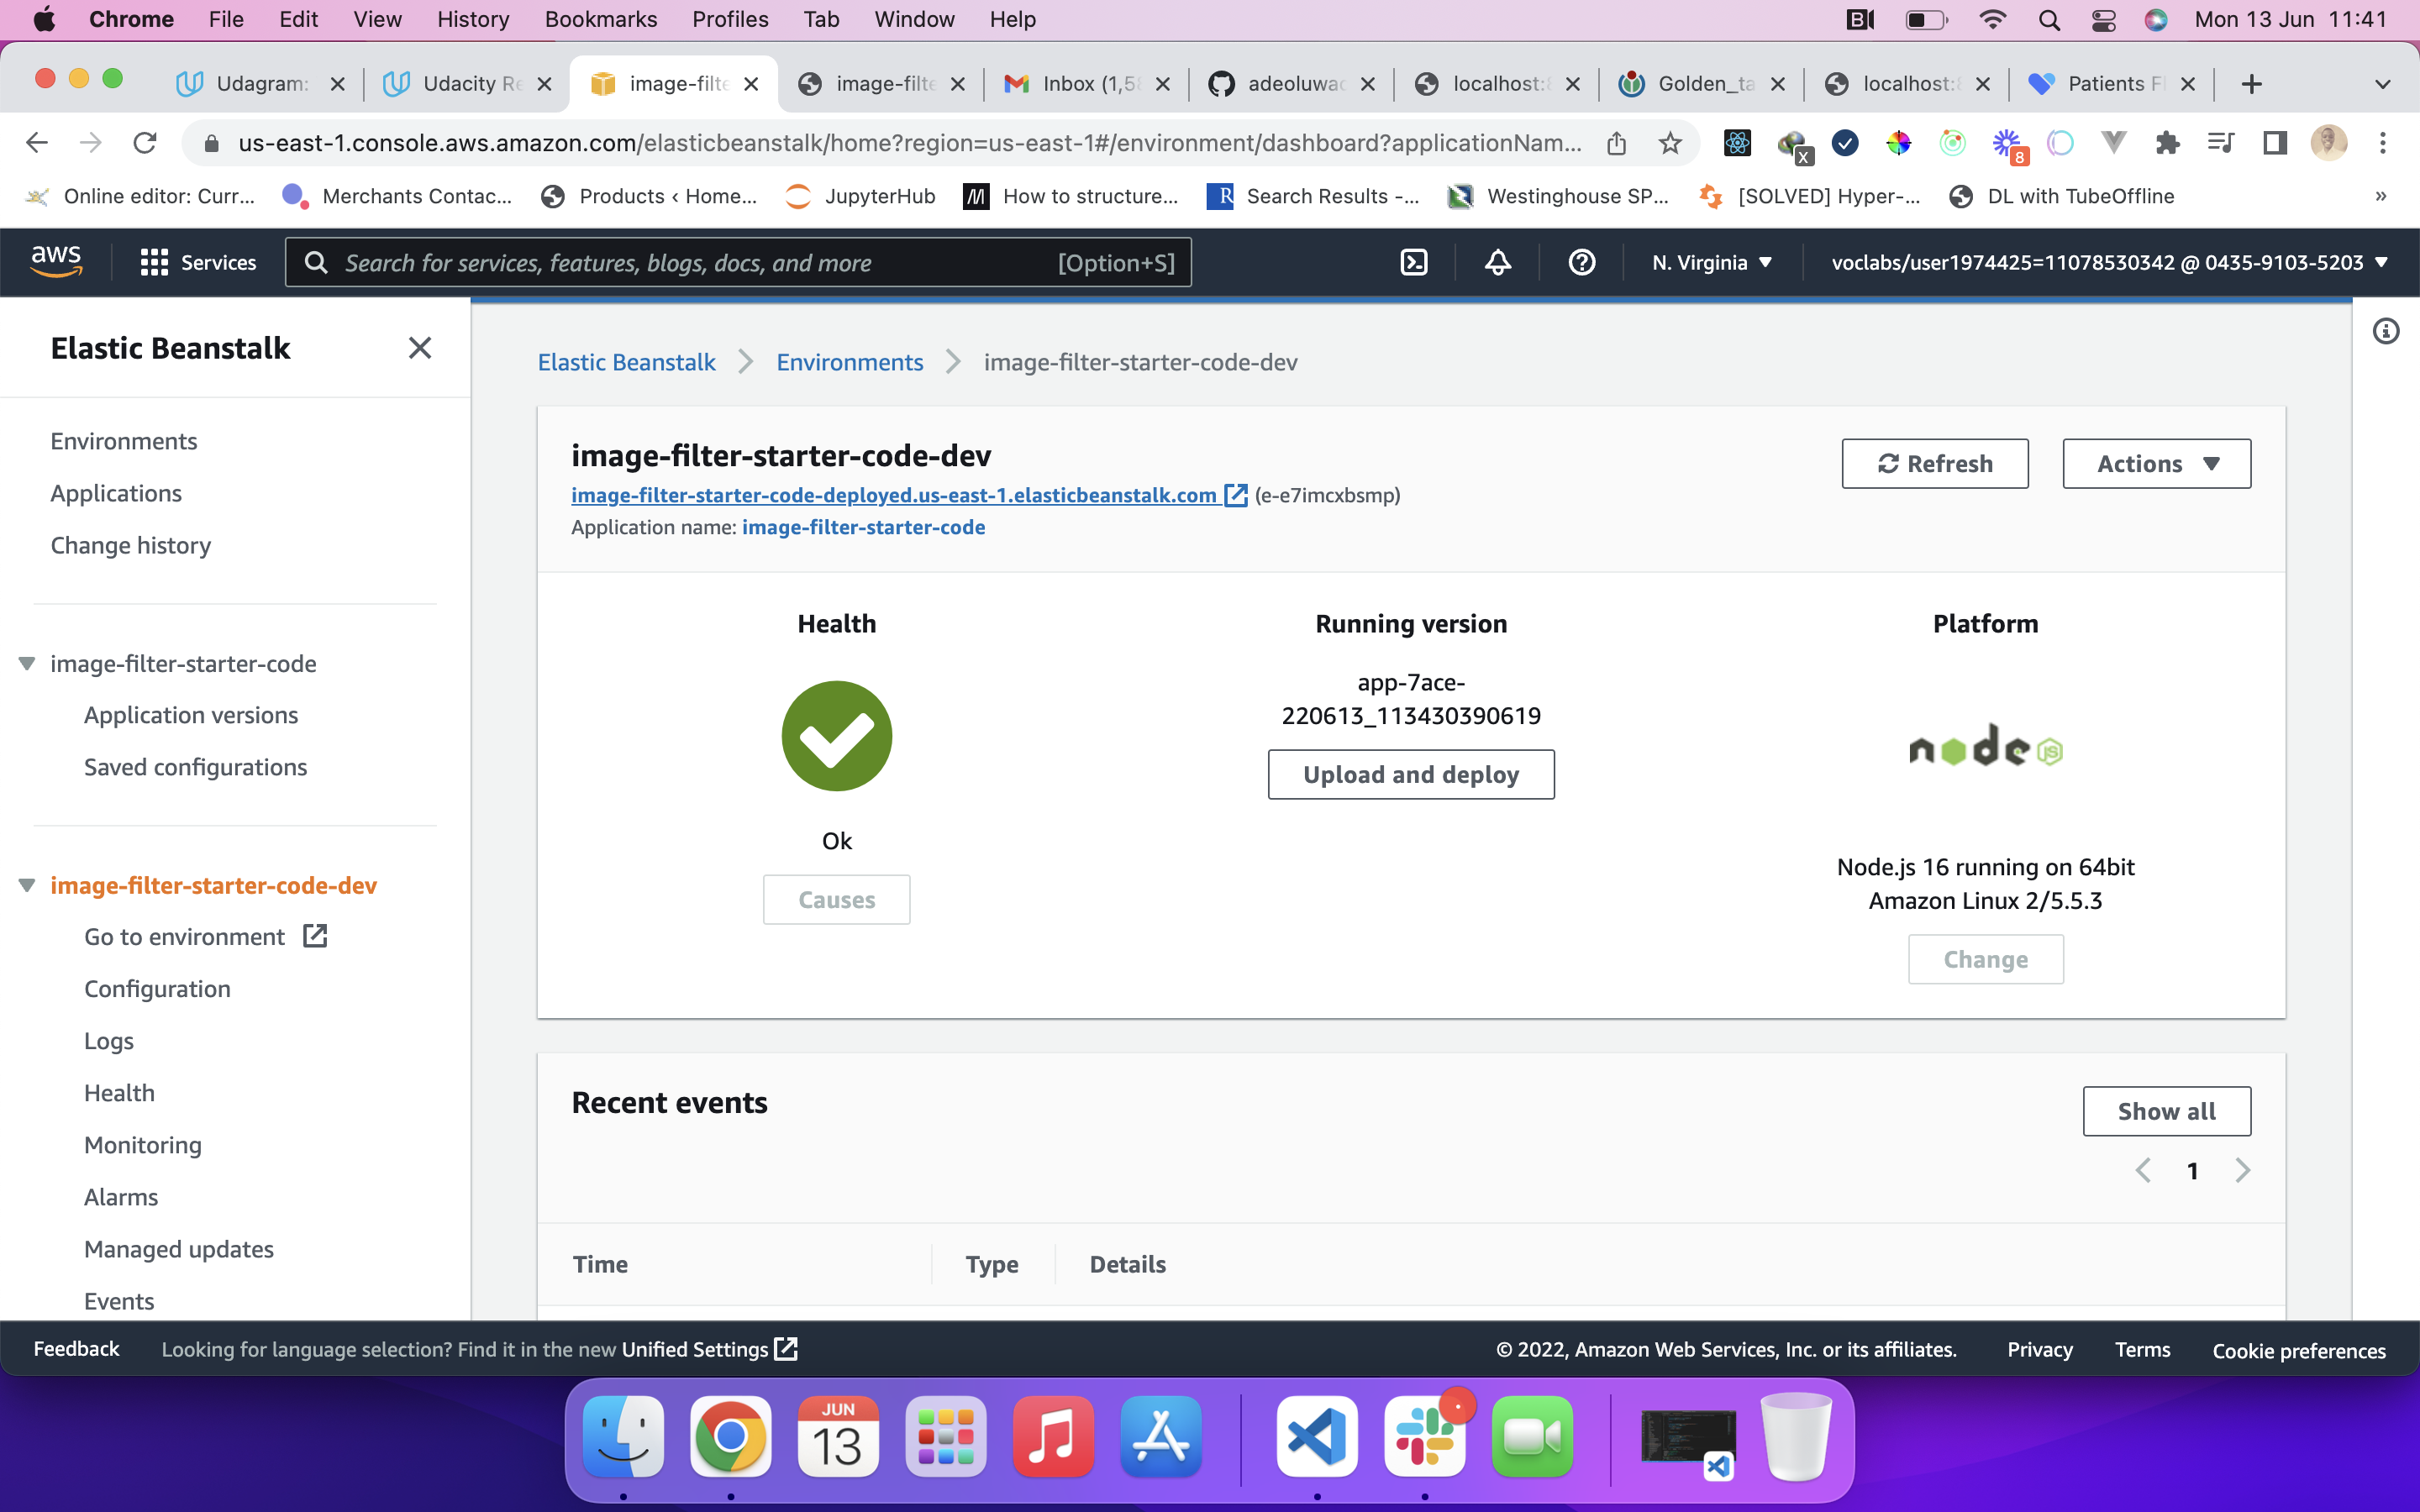 Chrome File Edit View History Bookmarks Profiles Tab Window Help Mon 13 Jun 11:41
Udagram: Udacity Re image-filte image-filte Inbox (1,58 adeoluwac localhost:8 Golden_ta localhost:8 Patients Fl
us-east-1.console.aws.amazon.com/elasticbeanstalk/home?region=us-east-1#/environment/dashboard?applicationNam... X 8
Online editor: Curr... Merchants Contac... Products ‹ Home... JupyterHub M How to structure... R Search Results -... Westinghouse SP... [SOLVED] Hyper-... DL with TubeOffline »
aws Services Search for services, features, blogs, docs, and more [Option+S] N. Virginia voclabs/user1974425=11078530342 @ 0435-9103-5203
Elastic Beanstalk
Environments
Applications
Change history
image-filter-starter-code
Application versions
Saved configurations
image-filter-starter-code-dev
Go to environment
Configuration
Logs
Health
Monitoring
Alarms
Managed updates
Events
Elastic Beanstalk Environments image-filter-starter-code-dev
image-filter-starter-code-dev
image-filter-starter-code-deployed.us-east-1.elasticbeanstalk.com (e-e7imcxbsmp)
Application name: image-filter-starter-code
Refresh Actions
Health
Ok
Causes
Running version
app-7ace-
220613_113430390619
Upload and deploy
Platform
node JS
Node.js 16 running on 64bit
Amazon Linux 2/5.5.3
Change
Recent events
Show all
1
Time Type Details
Feedback Looking for language selection? Find it in the new Unified Settings © 2022, Amazon Web Services, Inc. or its affiliates. Privacy Terms Cookie preferences
JUN
13